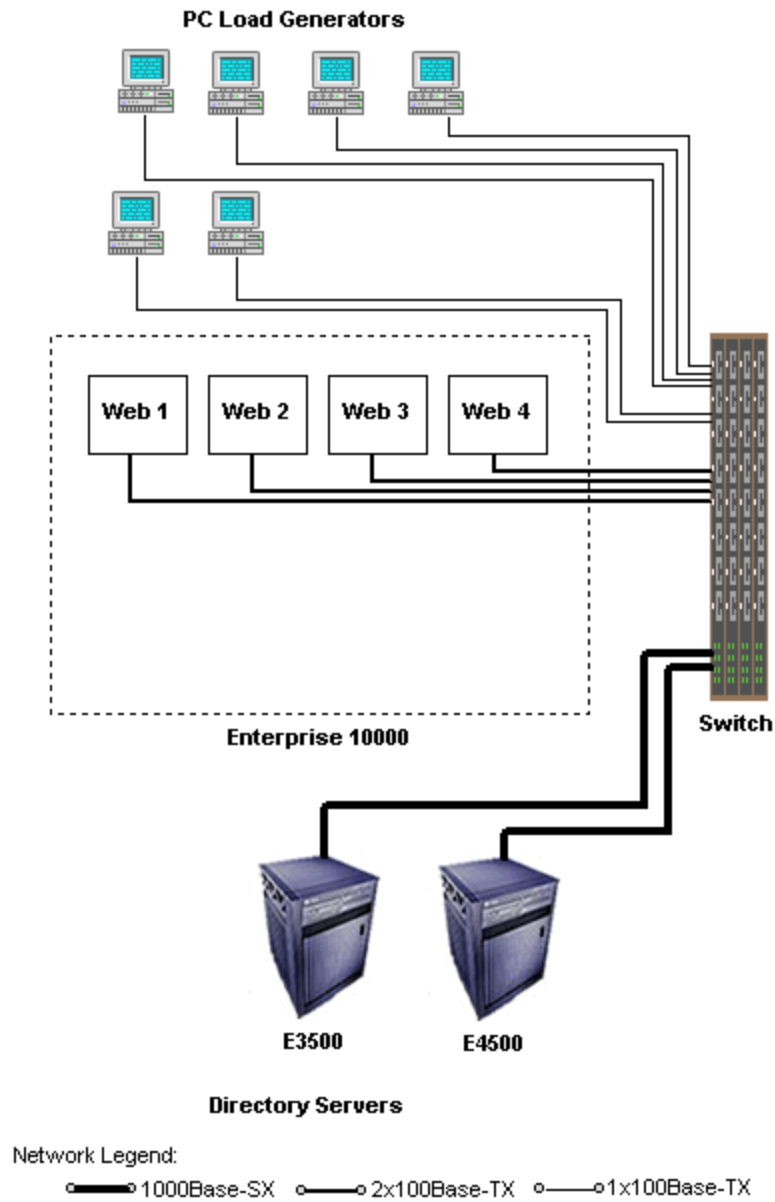 PC Load Generators
Web 1
Web 2
Web 3
Web 4
Enterprise 10000
Switch
E3500
E4500
Directory Servers
Network Legend:
1000Base-SX
2x100Base-TX
1x100Base-TX